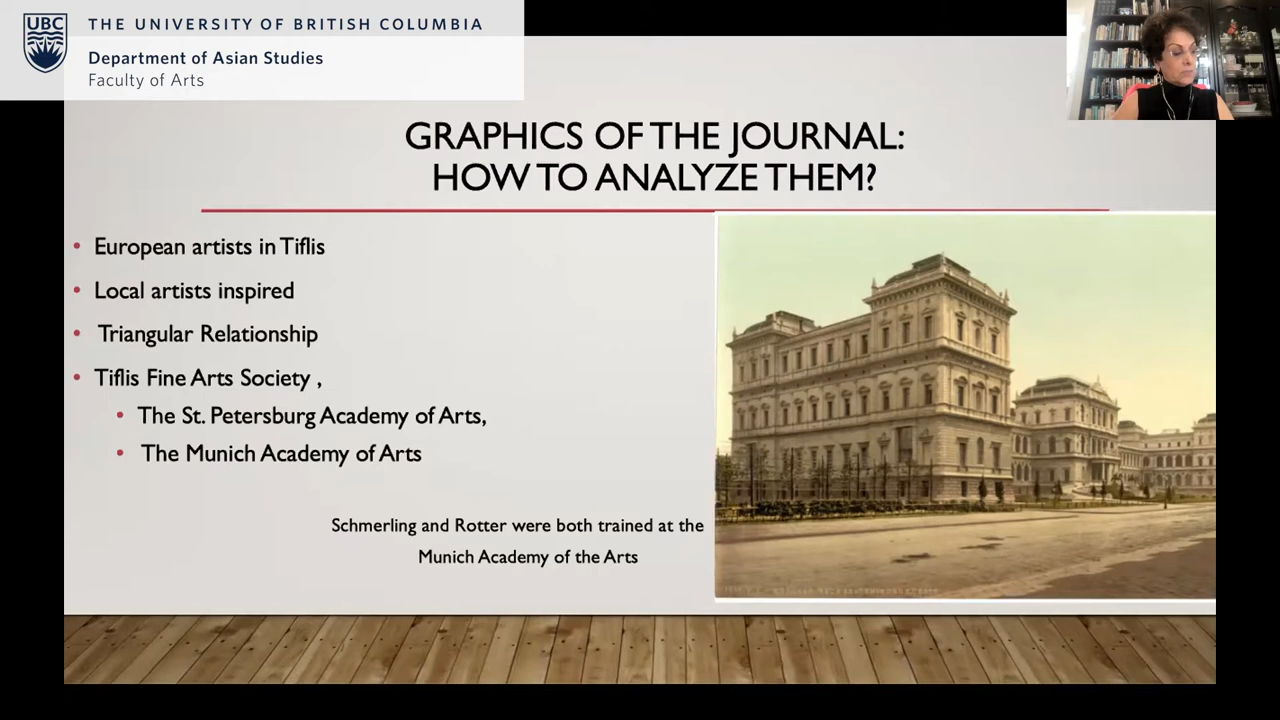 UBC
THE UNIVERSITY OF BRITISH COLUMBIA
Department of Asian Studies
Faculty of Arts
GRAPHICS OF THE JOURNAL:
HOW TO ANALYZE THEM?
• European artists in Tiflis
• Local artists inspired
• Triangular Relationship
• Tiflis Fine Arts Society ,
• The St. Petersburg Academy of Arts,
• The Munich Academy of Arts
Schmerling and Rotter were both trained at the
Munich Academy of the Arts